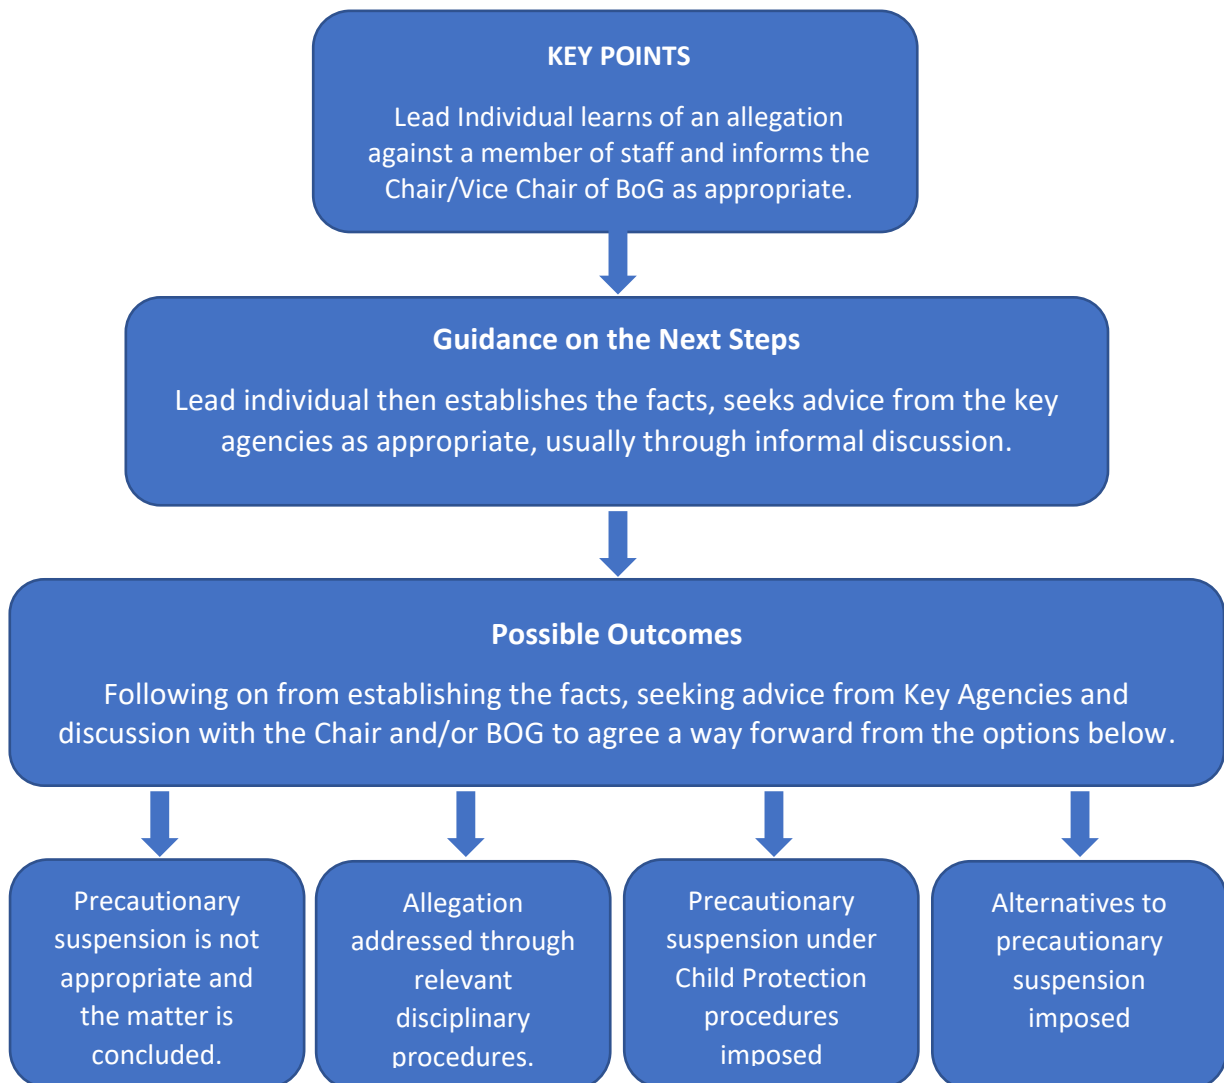 KEY POINTS
Lead Individual learns of an allegation
against a member of staff and informs the
Chair/Vice Chair of BoG as appropriate.
Guidance on the Next Steps
Lead individual then establishes the facts, seeks advice from the key
agencies as appropriate, usually through informal discussion.
Possible Outcomes
Following on from establishing the facts, seeking advice from Key Agencies and
discussion with the Chair and/or BOG to agree a way forward from the options below.
Precautionary
suspension is not
appropriate and
the matter is
concluded.
Allegation
addressed through
relevant
disciplinary
procedures.
Precautionary
suspension under
Child Protection
procedures
imposed
Alternatives to
precautionary
suspension
imposed